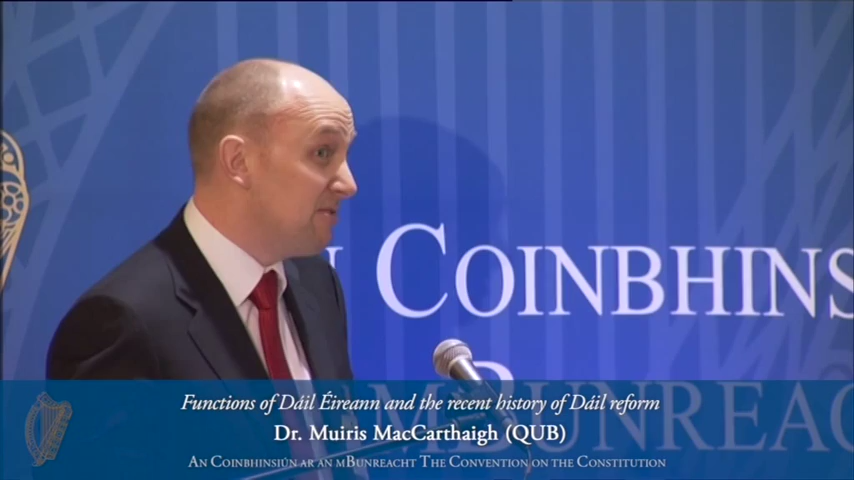 COINBHINS
MBUNREAC
Functions of Dáil Éireann and the recent history of Dáil reform
Dr. Muiris MacCarthaigh (QUB)
AN COINBHINSIÚN AR AN MBUNREACHT THE CONVENTION ON THE CONSTITUTION